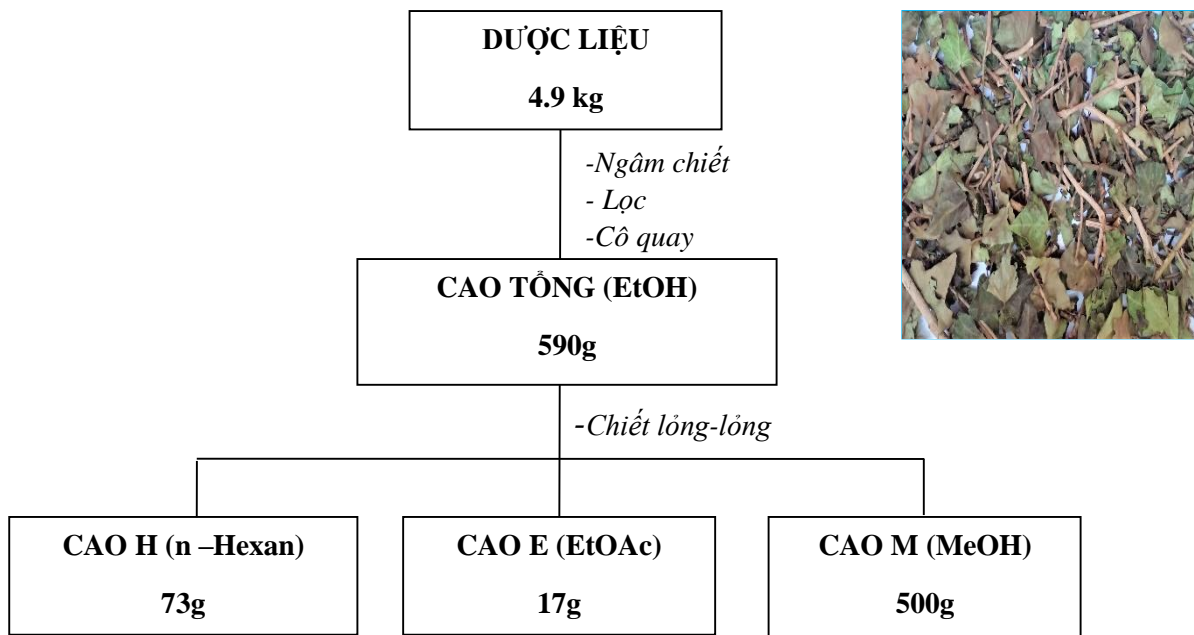 DƯỢC LIỆU
4.9 kg
-Ngâm chiết
- Lọc
-Cô quay
CAO TỔNG (EtOH)
590g
-Chiết lỏng-lỏng
CAO H (n –Hexan)
73g
CAO E (EtOAc)
17g
CAO M (MeOH)
500g